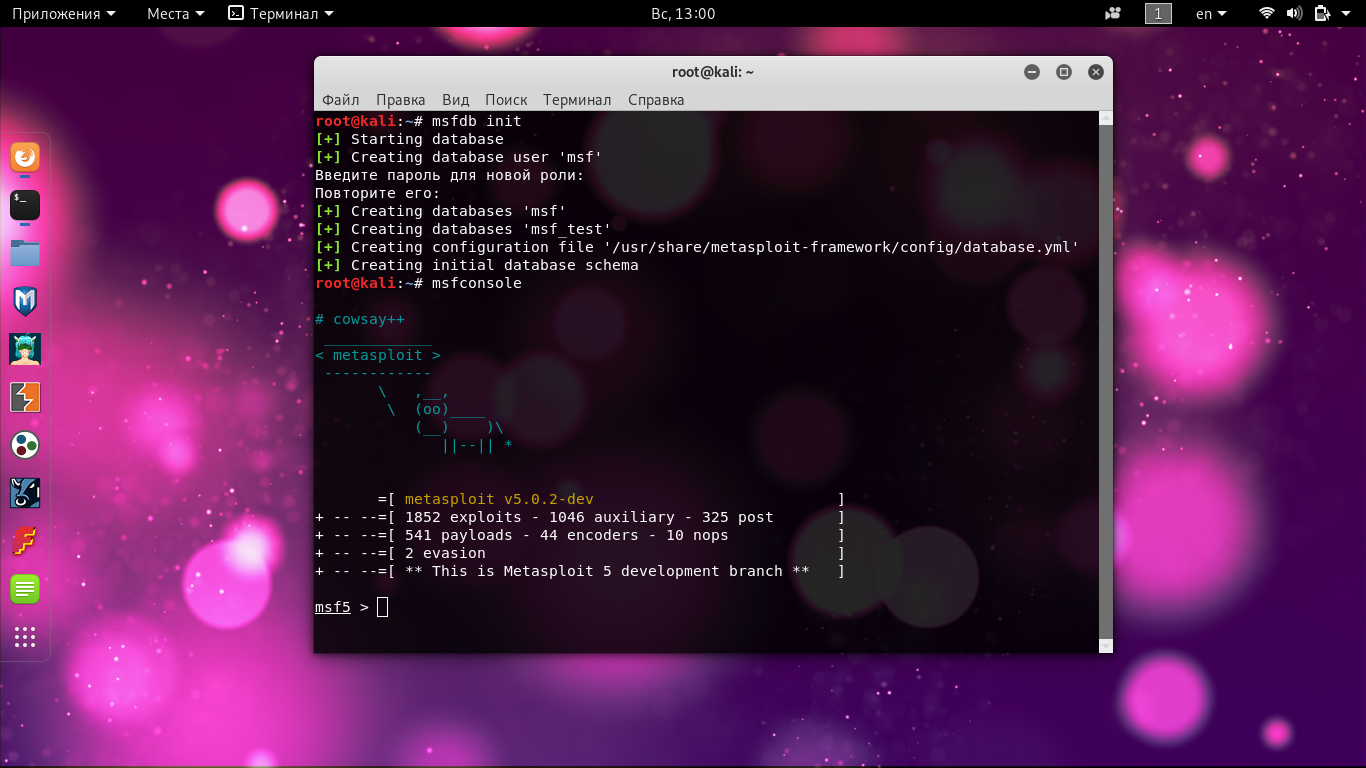 Приложения Места Терминал Вс, 13:00 1 en
root@kali: ~
Файл Правка Вид Поиск Терминал Справка
root@kali:~# msfdb init
[+] Starting database
[+] Creating database user 'msf'
Введите пароль для новой роли:
Повторите его:
[+] Creating databases 'msf'
[+] Creating databases 'msf_test'
[+] Creating configuration file '/usr/share/metasploit-framework/config/database.yml'
[+] Creating initial database schema
root@kali:~# msfconsole
# cowsay++
 ____________
< metasploit >
 ------------
       \   ,__,
        \  (oo)____
           (__)    )\
              ||--|| *
       =[ metasploit v5.0.2-dev                           ]
+ -- --=[ 1852 exploits - 1046 auxiliary - 325 post       ]
+ -- --=[ 541 payloads - 44 encoders - 10 nops            ]
+ -- --=[ 2 evasion                                       ]
+ -- --=[ ** This is Metasploit 5 development branch **   ]
msf5 >